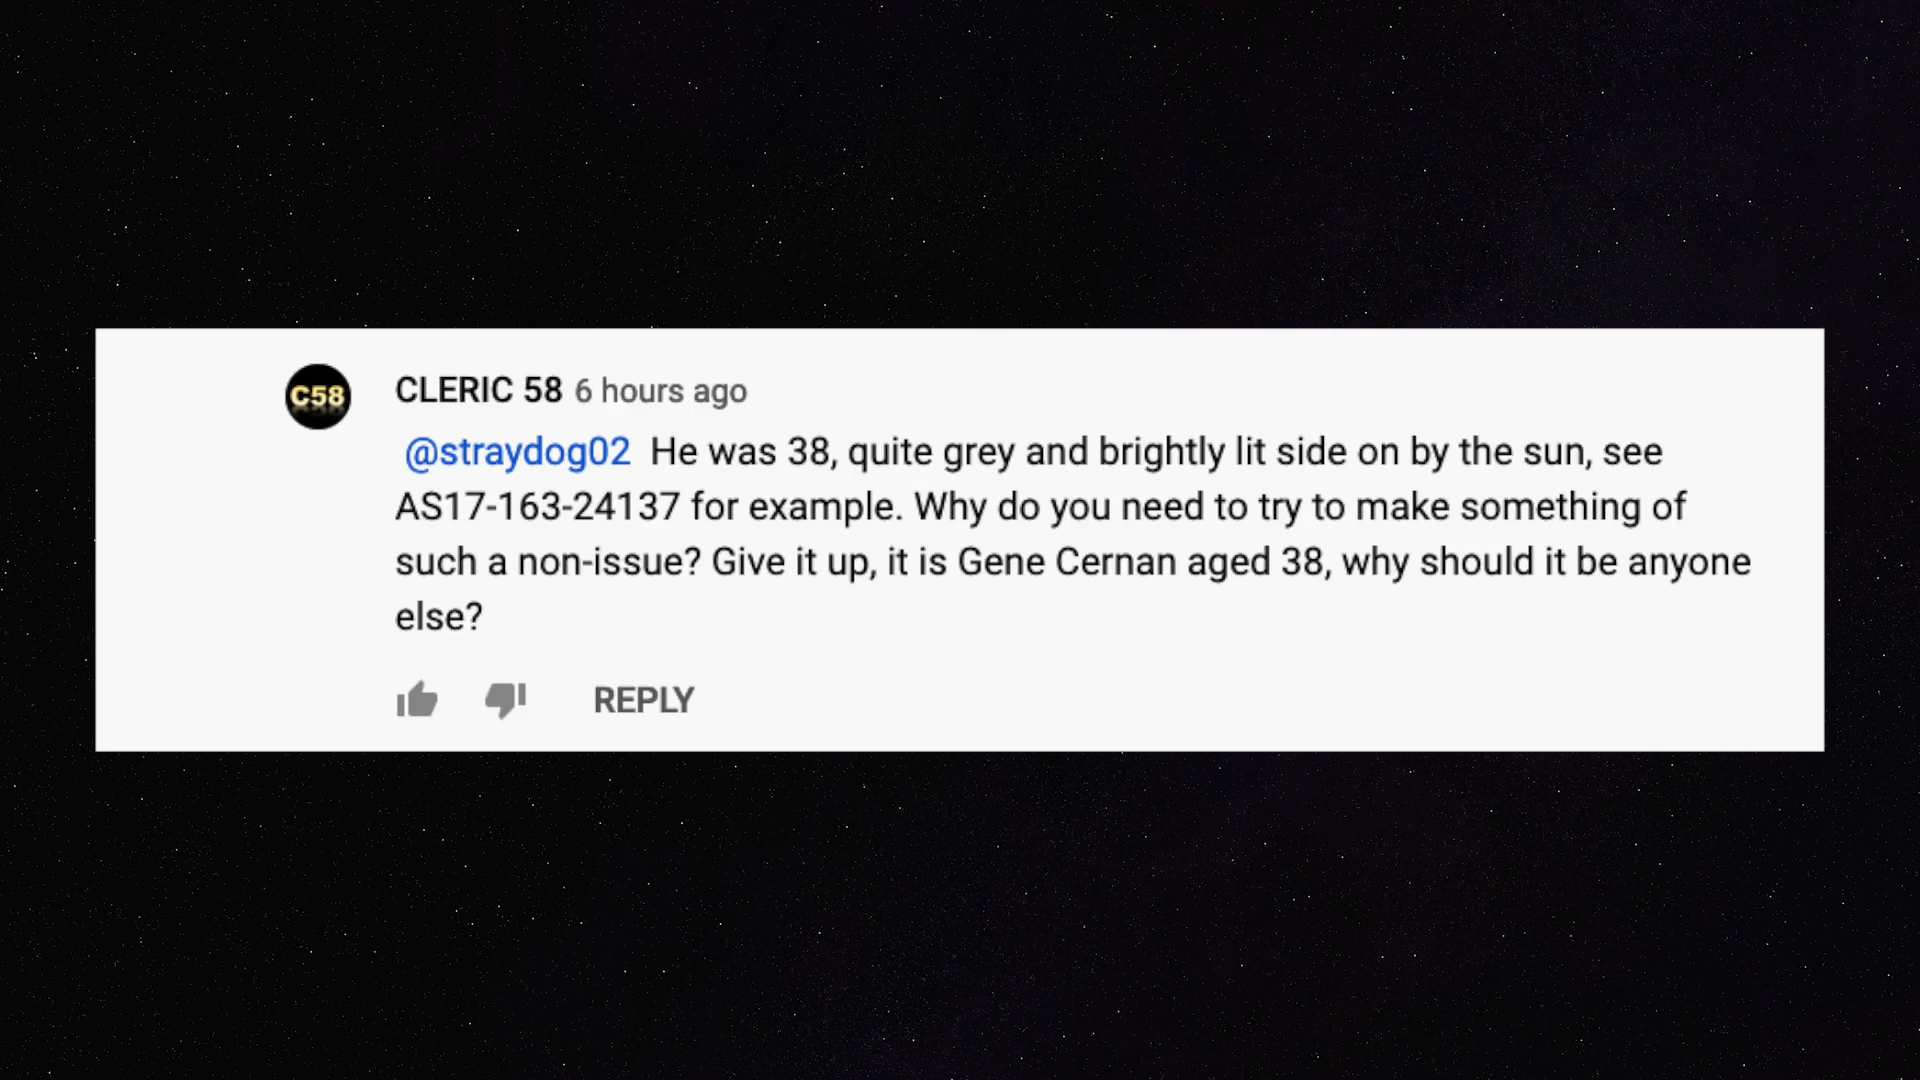 C58
CLERIC 58 6 hours ago
@straydog02 He was 38, quite grey and brightly lit side on by the sun, see
AS17-163-24137 for example. Why do you need to try to make something of
such a non-issue? Give it up, it is Gene Cernan aged 38, why should it be anyone
else?
REPLY